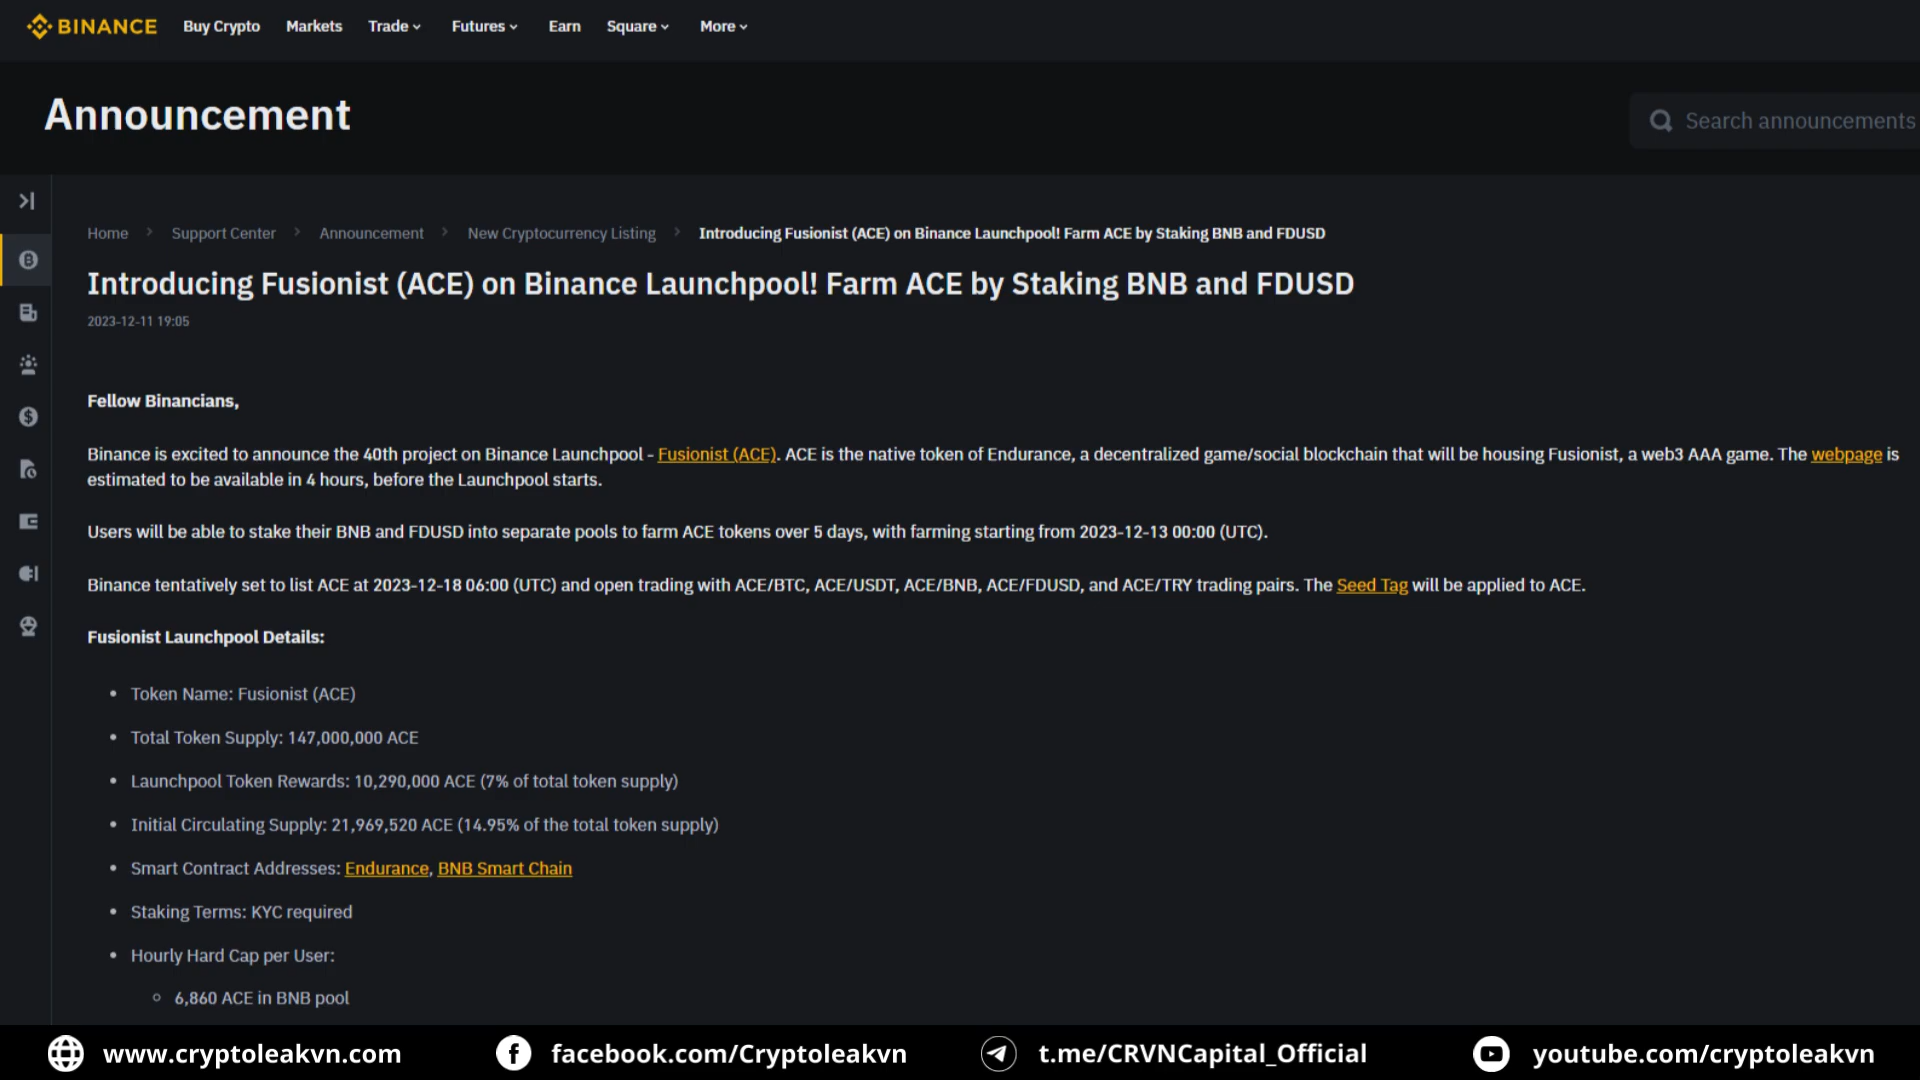 BINANCE Buy Crypto Markets Trade Futures Earn Square More
Announcement
Search announcements
Home > Support Center > Announcement > New Cryptocurrency Listing > Introducing Fusionist (ACE) on Binance Launchpool! Farm ACE by Staking BNB and FDUSD
Introducing Fusionist (ACE) on Binance Launchpool! Farm ACE by Staking BNB and FDUSD
2023-12-11 19:05
Fellow Binancians,
Binance is excited to announce the 40th project on Binance Launchpool - Fusionist (ACE). ACE is the native token of Endurance, a decentralized game/social blockchain that will be housing Fusionist, a web3 AAA game. The webpage is
estimated to be available in 4 hours, before the Launchpool starts.
Users will be able to stake their BNB and FDUSD into separate pools to farm ACE tokens over 5 days, with farming starting from 2023-12-13 00:00 (UTC).
Binance tentatively set to list ACE at 2023-12-18 06:00 (UTC) and open trading with ACE/BTC, ACE/USDT, ACE/BNB, ACE/FDUSD, and ACE/TRY trading pairs. The Seed Tag will be applied to ACE.
Fusionist Launchpool Details:
• Token Name: Fusionist (ACE)
• Total Token Supply: 147,000,000 ACE
• Launchpool Token Rewards: 10,290,000 ACE (7% of total token supply)
• Initial Circulating Supply: 21,969,520 ACE (14.95% of the total token supply)
• Smart Contract Addresses: Endurance, BNB Smart Chain
• Staking Terms: KYC required
• Hourly Hard Cap per User:
○ 6,860 ACE in BNB pool
www.cryptoleakvn.com facebook.com/Cryptoleakvn t.me/CRVNCapital_Official youtube.com/cryptoleakvn